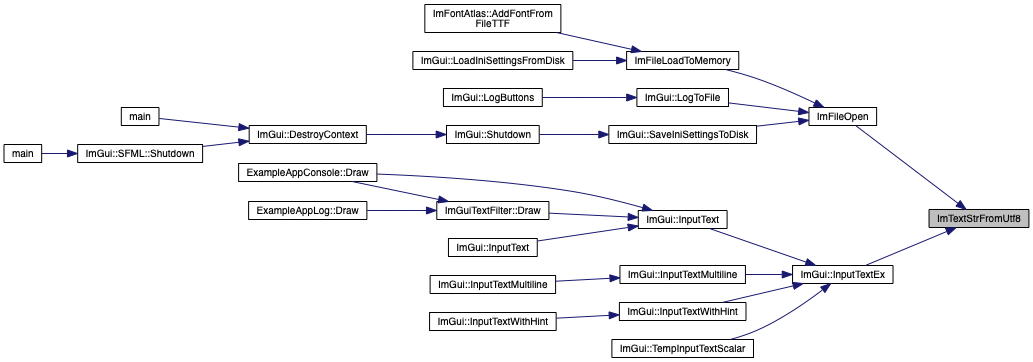 ImFontAtlas::AddFontFrom
FileTTF
ImGui::LoadIniSettingsFromDisk
ImFileLoadToMemory
ImGui::LogButtons
ImGui::LogToFile
ImFileOpen
main
ImGui::DestroyContext
ImGui::Shutdown
ImGui::SaveIniSettingsToDisk
main
ImGui::SFML::Shutdown
ExampleAppConsole::Draw
ExampleAppLog::Draw
ImGuiTextFilter::Draw
ImGui::InputText
ImTextStrFromUtf8
ImGui::InputText
ImGui::InputTextMultiline
ImGui::InputTextMultiline
ImGui::InputTextEx
ImGui::InputTextWithHint
ImGui::InputTextWithHint
ImGui::TempInputTextScalar